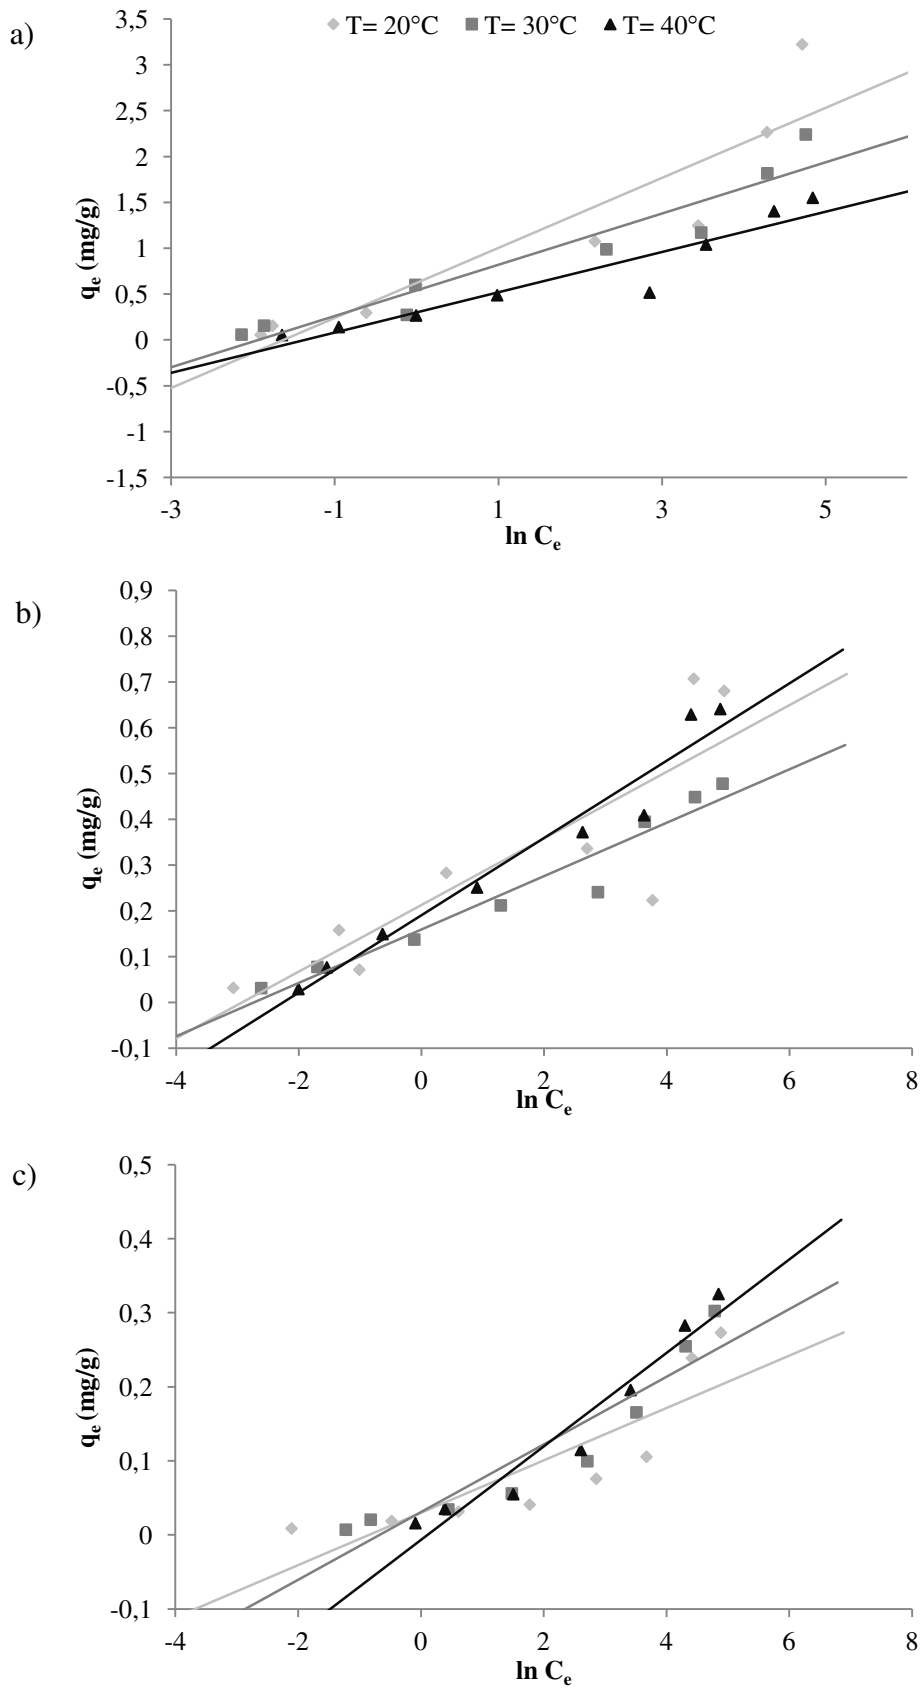 a)
T= 20°C T= 30°C T= 40°C
3,5
3
2,5
2
1,5
1
0,5
0
-0,5
-1
-1,5
qe (mg/g)
-3 -1 1 3 5
ln Ce
b)
0,9
0,8
0,7
0,6
0,5
0,4
0,3
0,2
0,1
0
-0,1
qe (mg/g)
-4 -2 0 2 4 6 8
ln Ce
c)
0,5
0,4
0,3
0,2
0,1
0
-0,1
qe (mg/g)
-4 -2 0 2 4 6 8
ln Ce